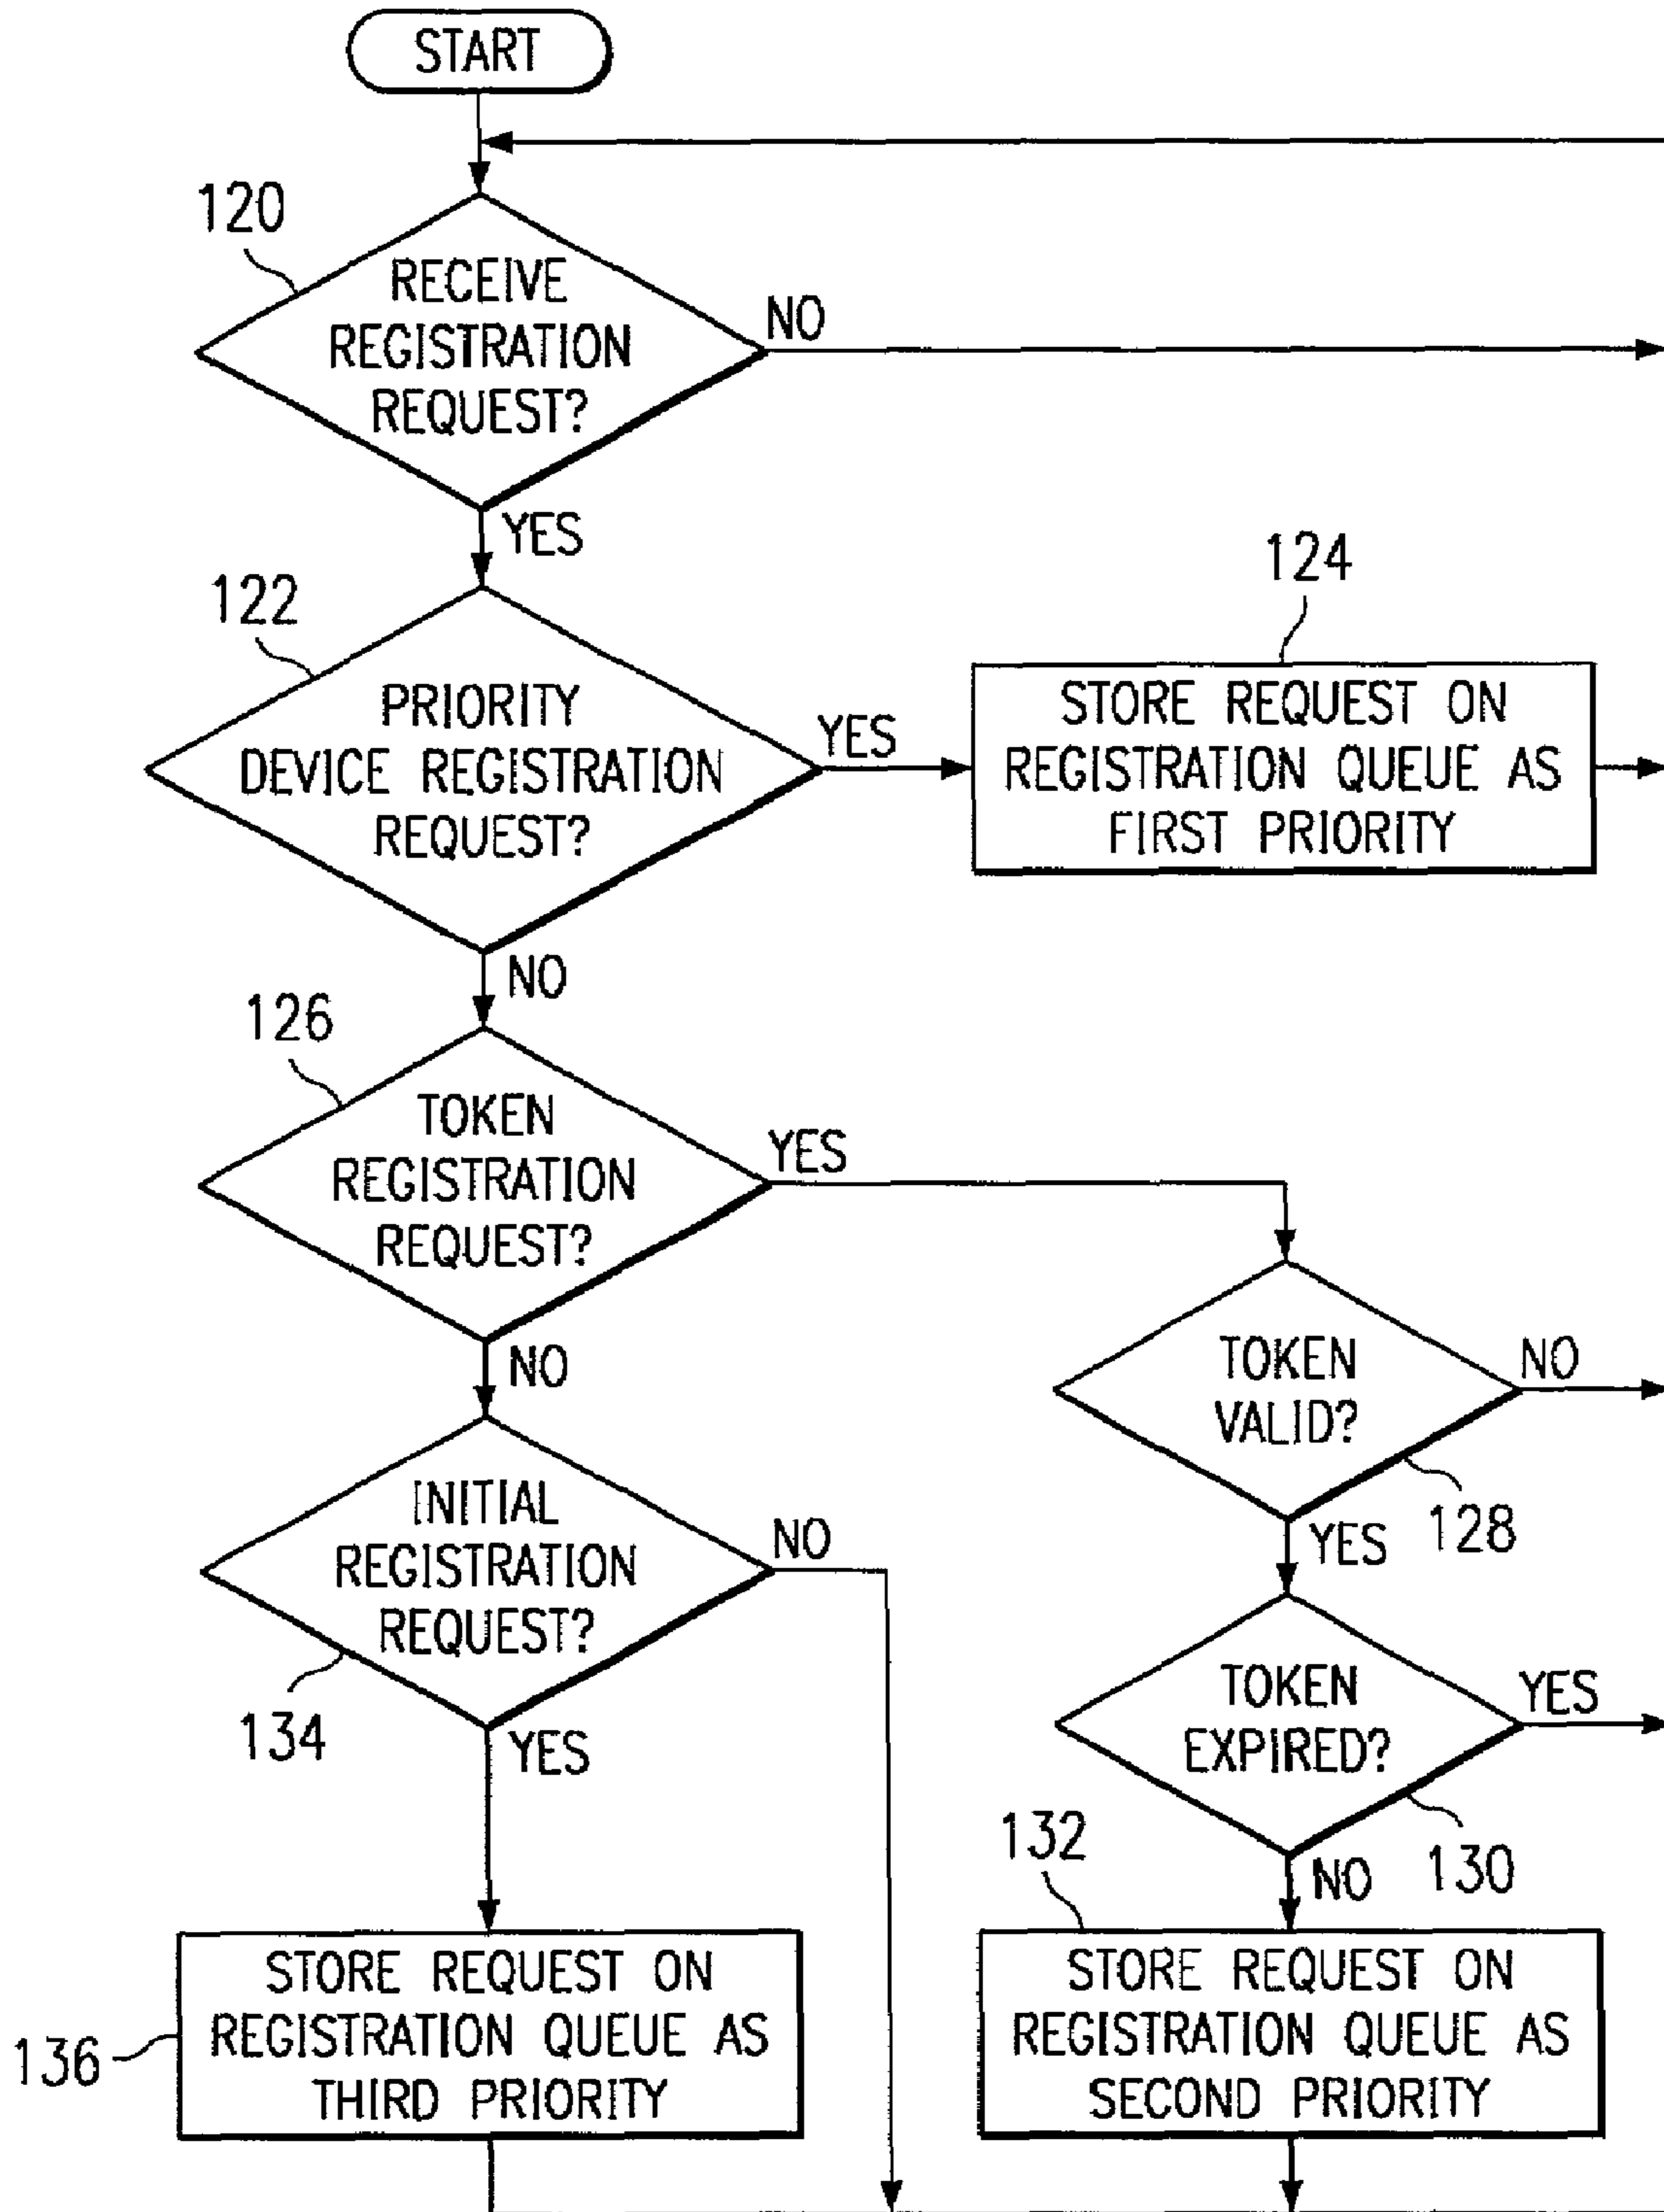 START
120
RECEIVE
REGISTRATION
REQUEST?
NO
YES
122
PRIORITY
DEVICE REGISTRATION
REQUEST?
YES
124
STORE REQUEST ON
REGISTRATION QUEUE AS
FIRST PRIORITY
NO
126
TOKEN
REGISTRATION
REQUEST?
YES
NO
TOKEN
VALID?
NO
128
YES
INITIAL
REGISTRATION
REQUEST?
NO
134
YES
TOKEN
EXPIRED?
YES
130
NO
132
STORE REQUEST ON
REGISTRATION QUEUE AS
THIRD PRIORITY
136
STORE REQUEST ON
REGISTRATION QUEUE AS
SECOND PRIORITY